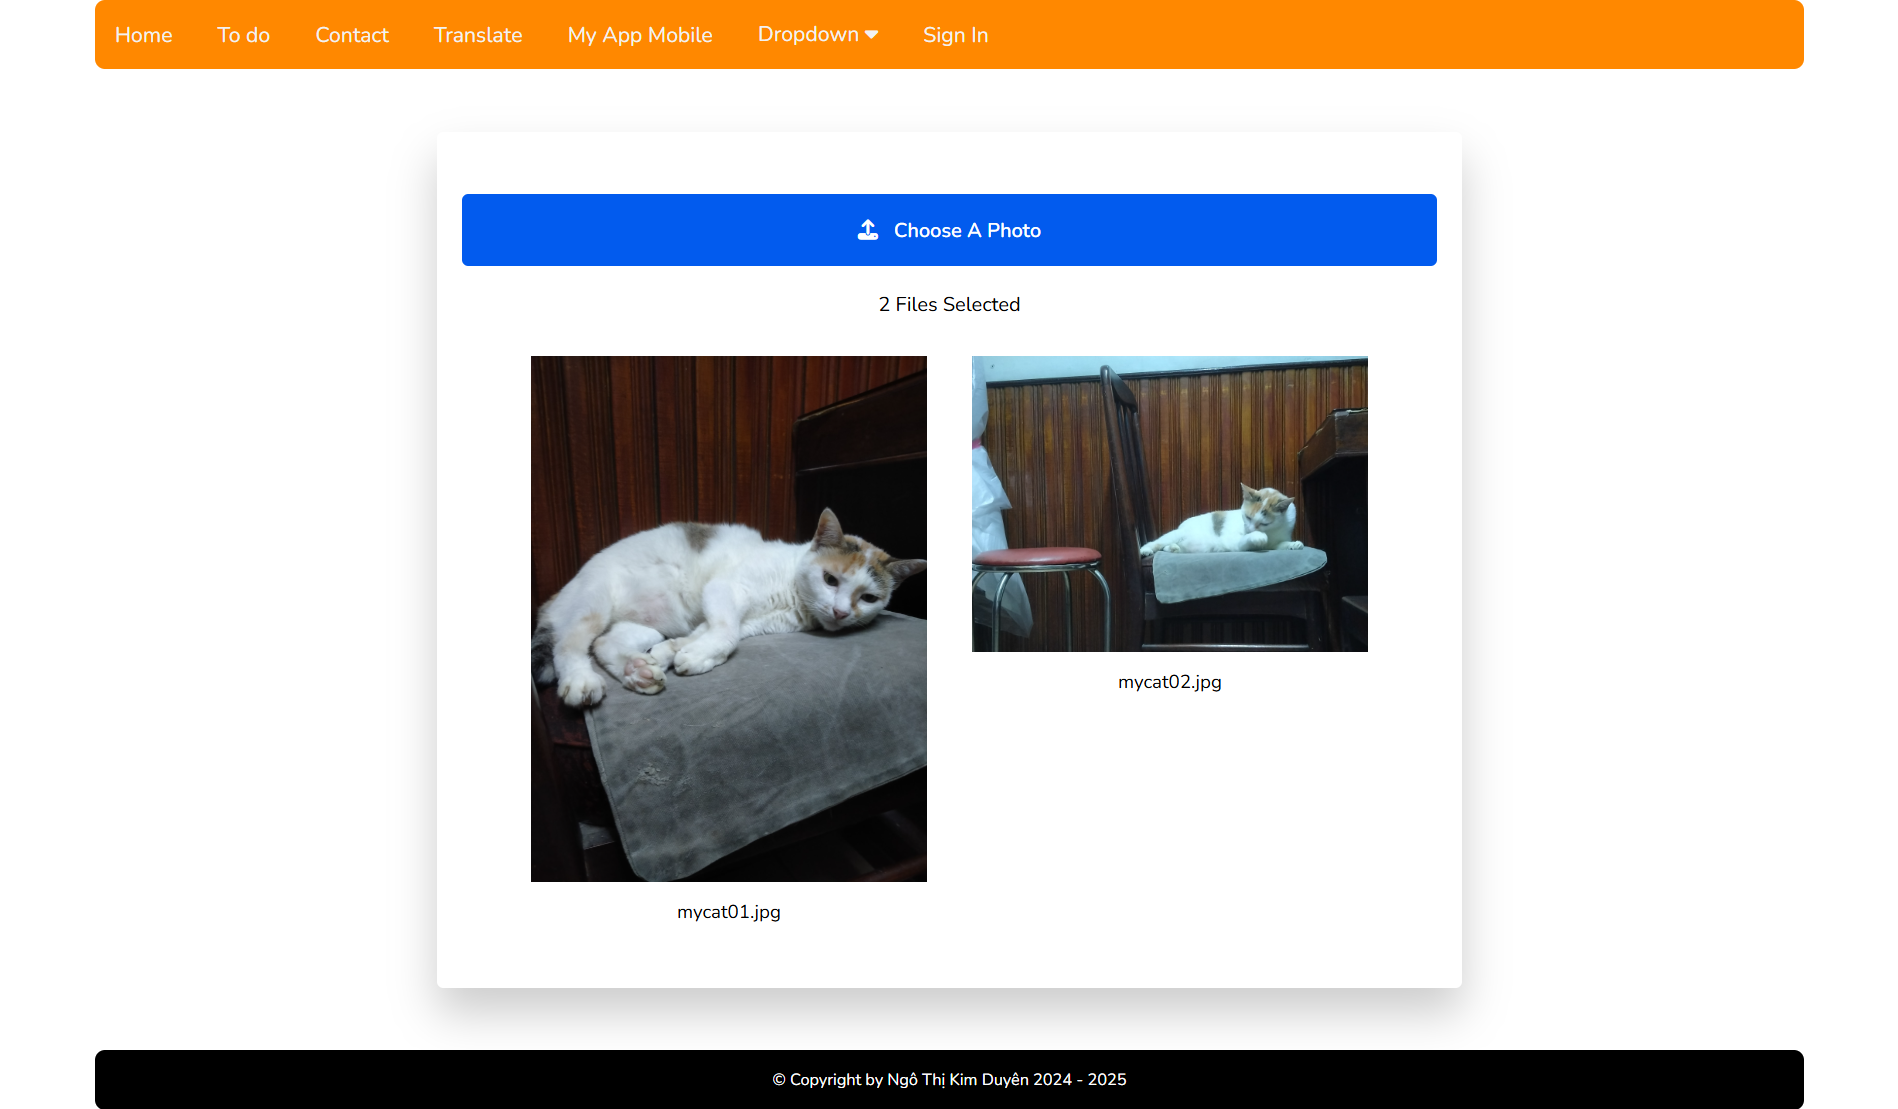 Home To do Contact Translate My App Mobile Dropdown Sign In
Choose A Photo
2 Files Selected
mycat02.jpg
mycat01.jpg
© Copyright by Ngô Thị Kim Duyên 2024 - 2025